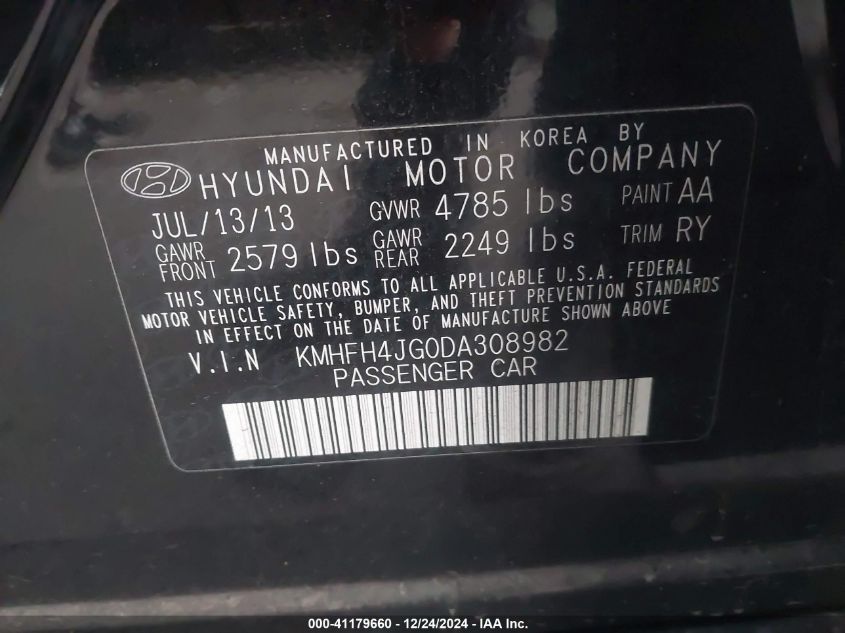 MANUFACTURED IN KOREA BY
HYUNDAI MOTOR COMPANY
JUL/13/13 GVWR 4785 lbs PAINT AA
GAWR FRONT 2579 lbs GAWR REAR 2249 lbs TRIM RY
THIS VEHICLE CONFORMS TO ALL APPLICABLE U.S.A. FEDERAL
MOTOR VEHICLE SAFETY, BUMPER, AND THEFT PREVENTION STANDARDS
IN EFFECT ON THE DATE OF MANUFACTURE SHOWN ABOVE
V.I.N KMHFH4JG0DA308982
PASSENGER CAR
000-41179660 - 12/24/2024 - IAA Inc.